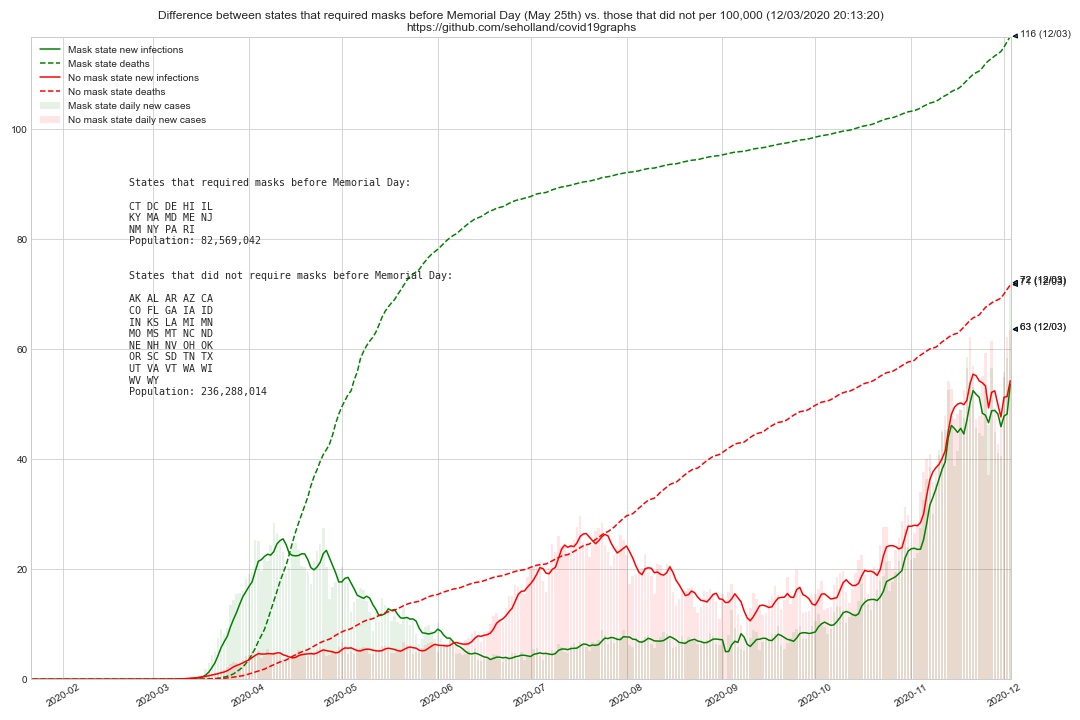 Difference between states that required masks before Memorial Day (May 25th) vs. those that did not per 100,000 (12/03/2020 20:13:20)
https://github.com/seholland/covid19graphs
Mask state new infections
Mask state deaths
No mask state new infections
No mask state deaths
Mask state daily new cases
No mask state daily new cases
116 (12/03)
100
States that required masks before Memorial Day:
CT DC DE HI IL
KY MA MD ME NJ
NM NY PA RI
Population: 82,569,042
80
States that did not require masks before Memorial Day:
AK AL AR AZ CA
CO FL GA IA ID
IN KS LA MI MN
MO MS MT NC ND
NE NH NV OH OK
OR SC SD TN TX
UT VA VT WA WI
WV WY
Population: 236,288,014
72 (12/03)
71 (12/03)
63 (12/03)
60
40
20
0
2020-02
2020-03
2020-04
2020-05
2020-06
2020-07
2020-08
2020-09
2020-10
2020-11
2020-12